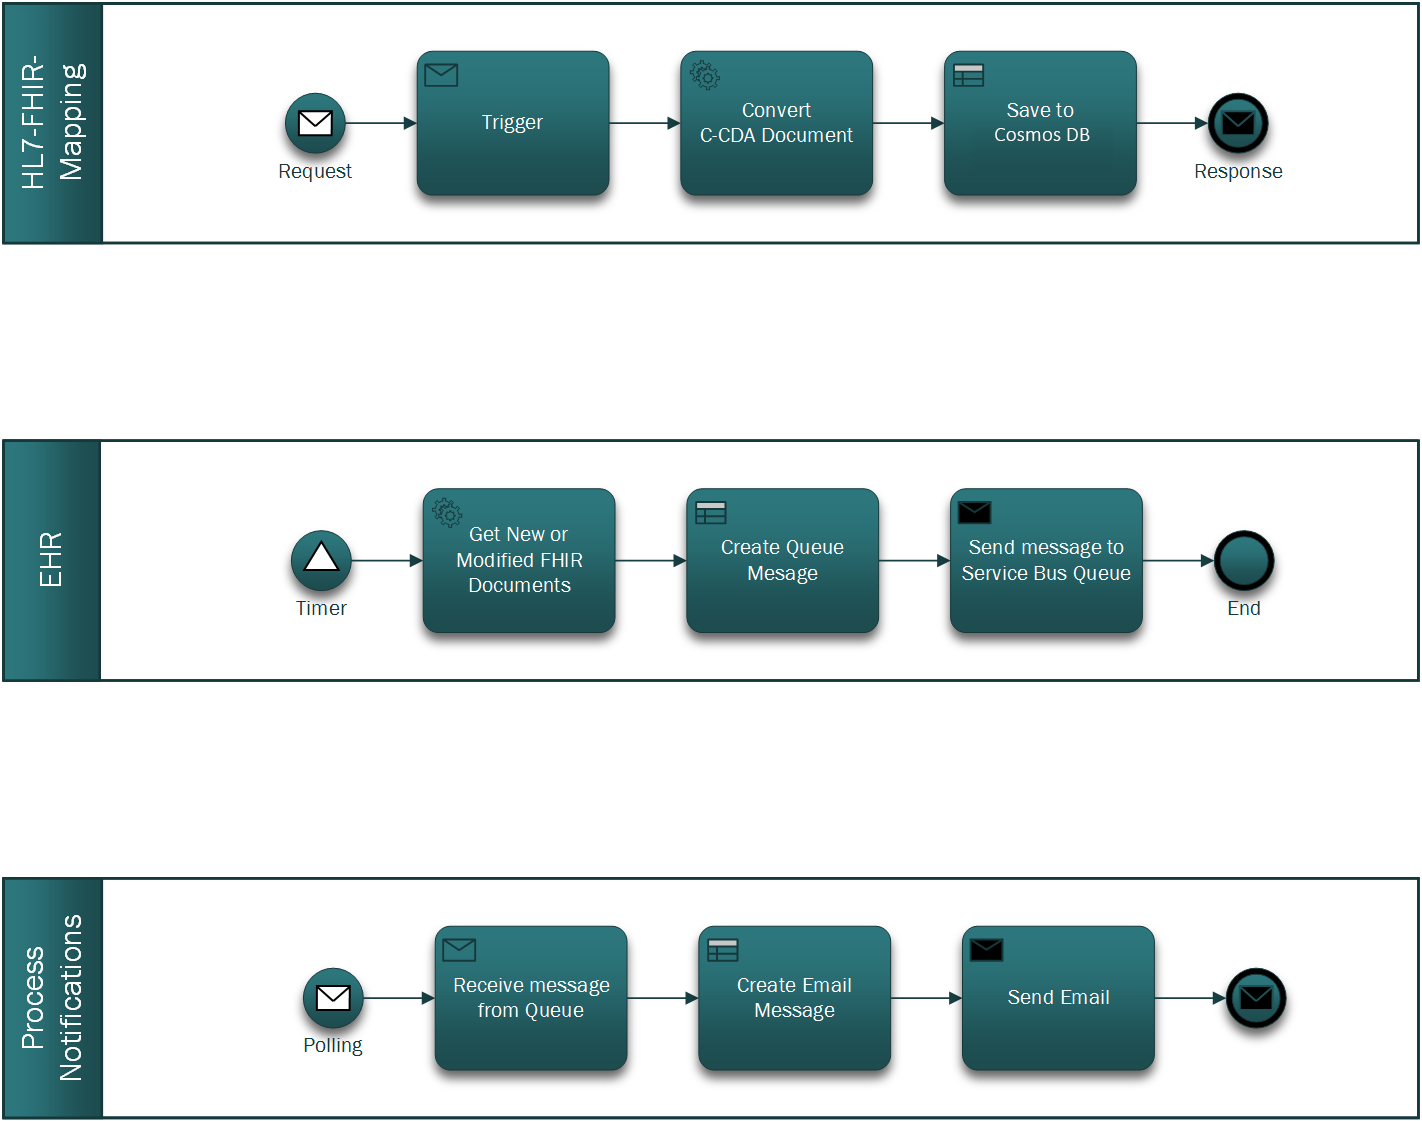 HL7-FHIR-
Mapping
Request
Trigger
Convert
C-CDA Document
Save to
Cosmos DB
Response
EHR
Timer
Get New or
Modified FHIR
Documents
Create Queue
Mesage
Send message to
Service Bus Queue
End
Process
Notifications
Polling
Receive message
from Queue
Create Email
Message
Send Email